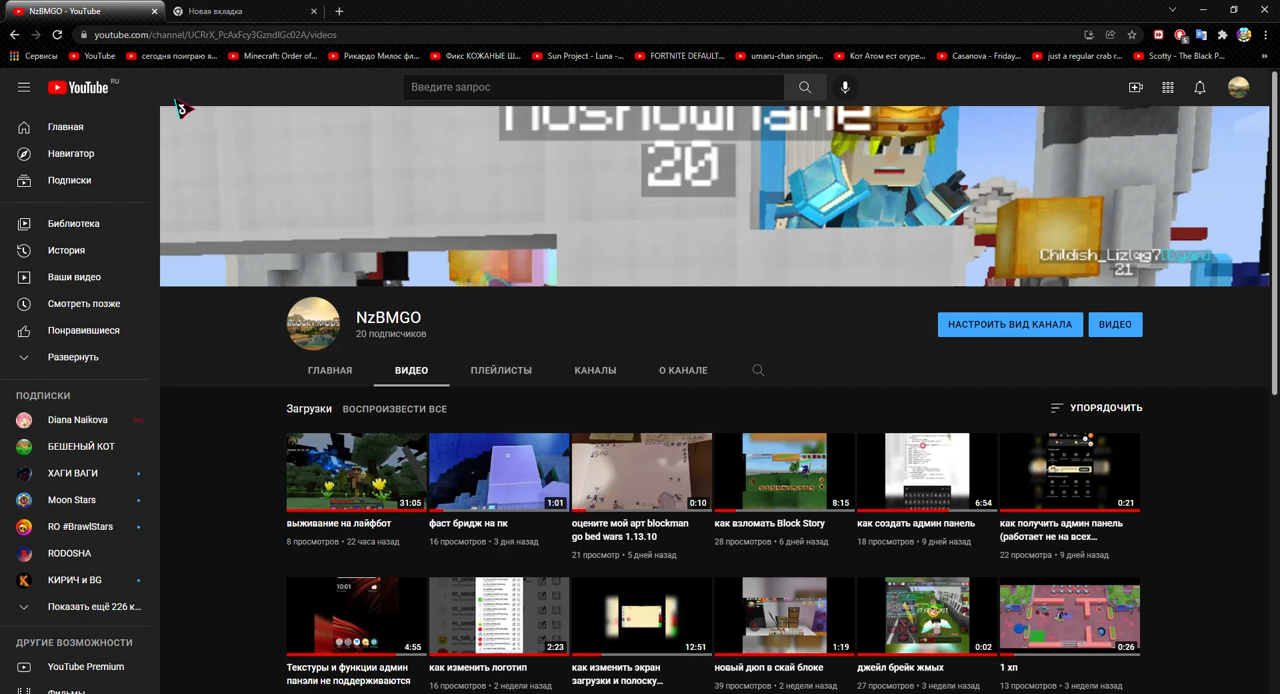 NzBMGO - YouTube
Новая вкладка
youtube.com/channel/UCRrX_PcAxFcy3GzndlGc02A/videos
Сервисы
YouTube
сегодня поиграю я...
Minecraft: Order of...
Рикардо Милос фл...
Фикс КОЖАНЫЕ Ш...
Sun Project - Luna -...
FORTNITE DEFAULT...
umaru-chan singin...
Кот Атом ест огуре...
Casanova - Friday...
just a regular crab r...
Scotty - The Black P...
YouTube RU
Введите запрос
Главная
Навигатор
Подписки
Библиотека
История
Ваши видео
Смотреть позже
Понравившиеся
Развернуть
ПОДПИСКИ
Diana Naikova
БЕШЕНЫЙ КОТ
ХАГИ ВАГИ
Moon Stars
RO #BrawlStars
RODOSHA
КИРИЧ и BG
Показать ещё 226 к...
ДРУГИЕ ВОЗМОЖНОСТИ
YouTube Premium
Фильмы
20
Childish_Lizlqg7[Cyan]
21
BLOCKY MODS
NzBMGO
20 подписчиков
НАСТРОИТЬ ВИД КАНАЛА
ВИДЕО
ГЛАВНАЯ
ВИДЕО
ПЛЕЙЛИСТЫ
КАНАЛЫ
О КАНАЛЕ
Загрузки
ВОСПРОИЗВЕСТИ ВСЕ
УПОРЯДОЧИТЬ
31:05
выживание на лайфбот
8 просмотров • 22 часа назад
1:01
фаст бридж на пк
16 просмотров • 3 дня назад
0:10
оцените мой арт blockman
go bed wars 1.13.10
21 просмотр • 5 дней назад
8:15
как взломать Block Story
28 просмотров • 6 дней назад
6:54
как создать админ панель
18 просмотров • 9 дней назад
0:21
как получить админ панель
(работает не на всех...
22 просмотра • 9 дней назад
10:01
4:55
Текстуры и функции админ
панэли не поддерживаются
2:23
как изменить логотип
16 просмотров • 2 недели назад
12:51
как изменить экран
загрузки и полоску...
1:19
новый дюп в скай блоке
39 просмотров • 2 недели назад
0:02
джейл брейк жмых
27 просмотров • 3 недели назад
0:26
1 хп
13 просмотров • 3 недели назад